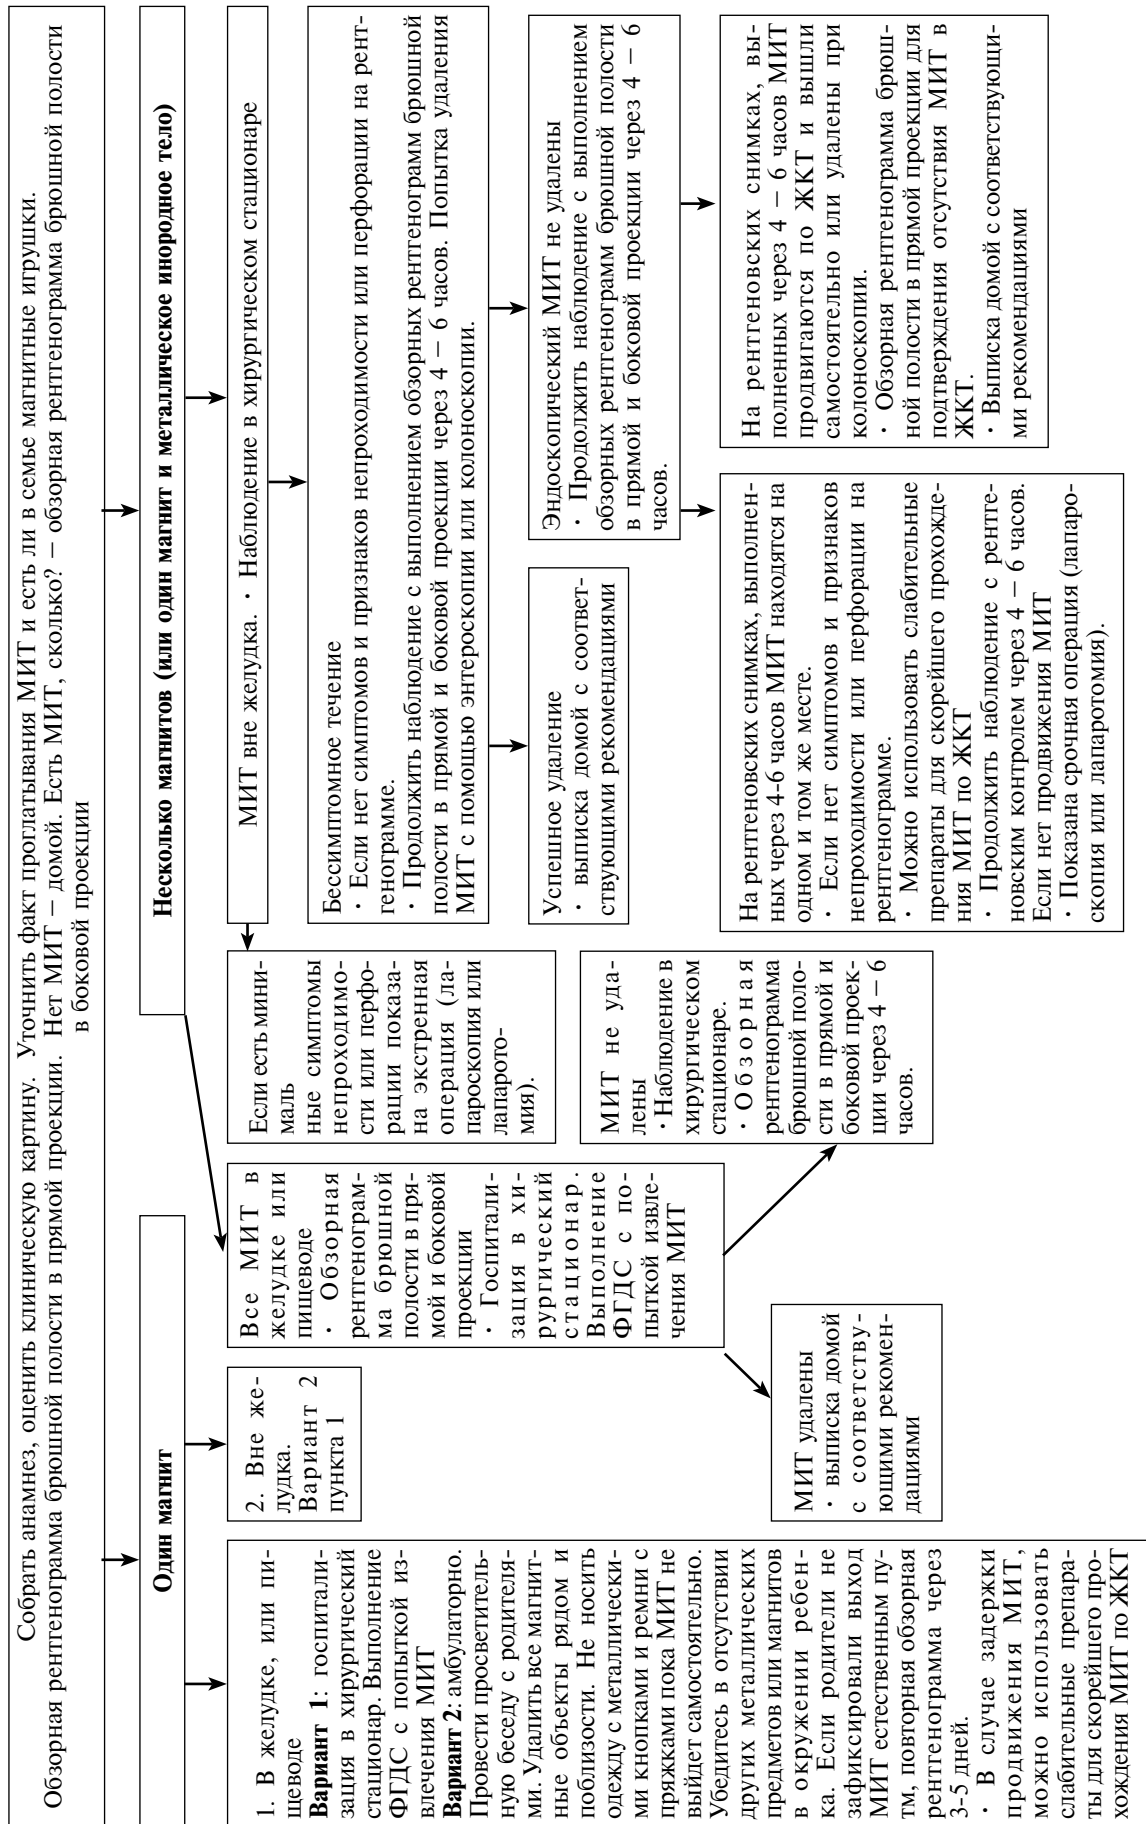 Собрать анамнез, оценить клиническую картину. Уточнить факт проглатывания МИТ и есть ли в семье магнитные игрушки.
Обзорная рентгенограмма брюшной полости в прямой проекции. Нет МИТ – домой. Есть МИТ, сколько? – обзорная рентгенограмма брюшной полости
в боковой проекции
Один магнит
1. В желудке, или пи-
щеводе
Вариант 1: госпитали-
зация в хирургический
стационар. Выполнение
ФГДС с попыткой из-
влечения МИТ
Вариант 2: амбулаторно.
Провести просветитель-
ную беседу с родителя-
ми. Удалить все магнит-
ные объекты рядом и
поблизости. Не носить
одежду с металлически-
ми кнопками и ремни с
пряжками пока МИТ не
выйдет самостоятельно.
Убедитесь в отсутствии
других металлических
предметов или магнитов
в окружении ребен-
ка. Если родители не
зафиксировали выход
МИТ естественным пу-
тм, повторная обзорная
рентгенограмма через
3-5 дней.
· В случае задержки
продвижения МИТ,
можно использовать
слабительные препара-
ты для скорейшего про-
хождения МИТ по ЖКТ
2. Вне же-
лудка.
Вариант 2
пункта 1
Несколько магнитов (или один магнит и металлическое инородное тело)
Все МИТ в
желудке или
пищеводе
· Обзорная
рентгенограм-
ма брюшной
полости в пря-
мой и боковой
проекции
· Госпитали-
зация в хи-
рургический
стационар.
Выполнение
ФГДС с по-
пыткой извле-
чения МИТ
МИТ удалены
· выписка домой
с соответству-
ющими рекомен-
дациями
МИТ не уда-
лены
· Наблюдение в
хирургическом
стационаре.
· Обзорная
рентгенограмма
брюшной поло-
сти в прямой и
боковой проек-
ции через 4 – 6
часов.
МИТ вне желудка. · Наблюдение в хирургическом стационаре
Если есть мини-
маль
ные симптомы
непроходимо-
сти или перфо-
рации показа-
на экстренная
операция (ла-
пароскопия или
лапарото-
мия).
Бессимптомное течение
· Если нет симптомов и признаков непроходимости или перфорации на рент-
генограмме.
· Продолжить наблюдение с выполнением обзорных рентгенограмм брюшной
полости в прямой и боковой проекции через 4 – 6 часов. Попытка удаления
МИТ с помощью энтероскопии или колоноскопии.
Успешное удаление
· выписка домой с соответ-
ствующими рекомендациями
Эндоскопический МИТ не удалены
· Продолжить наблюдение с выполнением
обзорных рентгенограмм брюшной полости
в прямой и боковой проекции через 4 – 6
часов.
На рентгеновских снимках, выполнен-
ных через 4-6 часов МИТ находятся на
одном и том же месте.
· Если нет симптомов и признаков
непроходимости или перфорации на
рентгенограмме.
· Можно использовать слабительные
препараты для скорейшего прохожде-
ния МИТ по ЖКТ
· Продолжить наблюдение с рентге-
новским контролем через 4 – 6 часов.
Если нет продвижения МИТ
· Показана срочная операция (лапаро-
скопия или лапаротомия).
На рентгеновских снимках, вы-
полненных через 4 – 6 часов МИТ
продвигаются по ЖКТ и вышли
самостоятельно или удалены при
колоноскопии.
· Обзорная рентгенограмма брюш-
ной полости в прямой проекции для
подтверждения отсутствия МИТ в
ЖКТ.
· Выписка домой с соответствующи-
ми рекомендациями